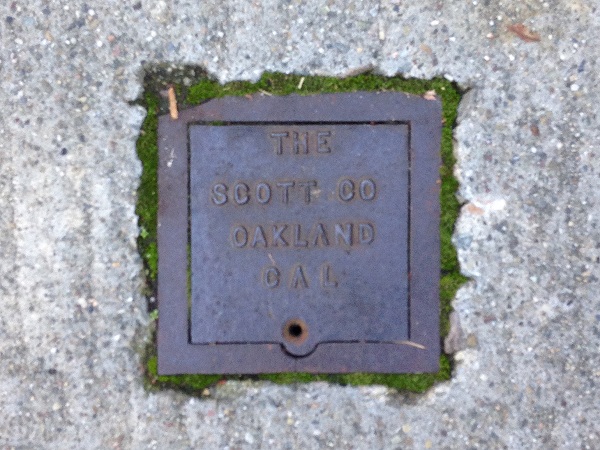 THE
SCOTT CO
OAKLAND
CAL